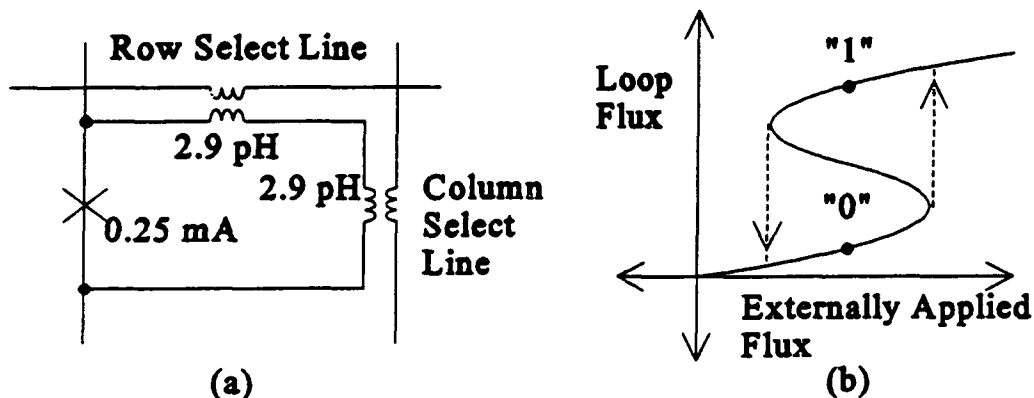 Row Select Line
2.9 pH
2.9 pH
0.25 mA
Column
Select
Line
(a)
"1"
Loop
Flux
"0"
Externally Applied
Flux
(b)